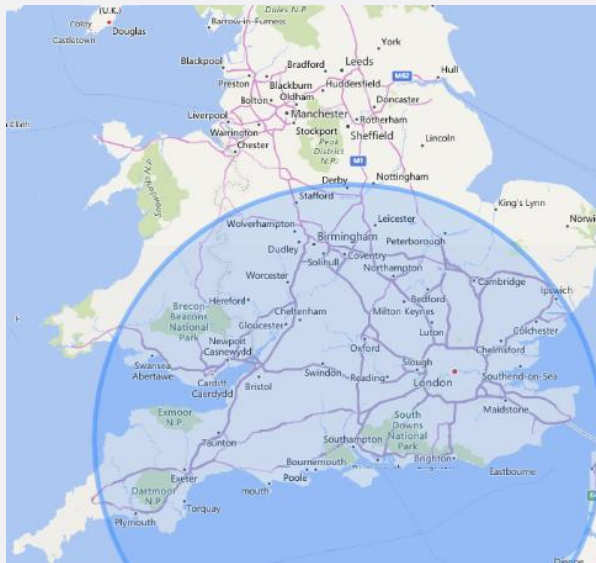 Dales N.P.
(U.K.)
Barrow-in-Furness
Colby
Douglas
Castletown
York
Blackpool
Bradford
Leeds
M62
Preston
Blackburn
Huddersfield
Hull
Bolton
Oldham
Doncaster
Liverpool
Manchester
Rotherham
Warrington
Stockport
Sheffield
Chester
Peak
District
N.P.
Lincoln
M1
Snowdonia N.P.
Derby
Nottingham
Stafford
King's Lynn
Norwi
Wolverhampton
Leicester
Birmingham
Peterborough
Dudley
Solihull
Coventry
Worcester
Northampton
Cambridge
Hereford
Bedford
Ipswich
Brecon-
Beacons
National
Park
Cheltenham
Milton Keynes
Gloucester
Luton
Colchester
Newport
Casnewydd
Oxford
Chelmsford
Swansea
Abertawe
Slough
Cardiff
Caerdydd
Bristol
Swindon
Reading
London
Southend-on-Sea
Maidstone
Exmoor
N.P.
South
Downs
National
Park
Taunton
Southampton
Bournemouth
Brighton
Eastbourne
Exeter
Poole
mouth
Dartmoor
N.P.
Torquay
Plymouth